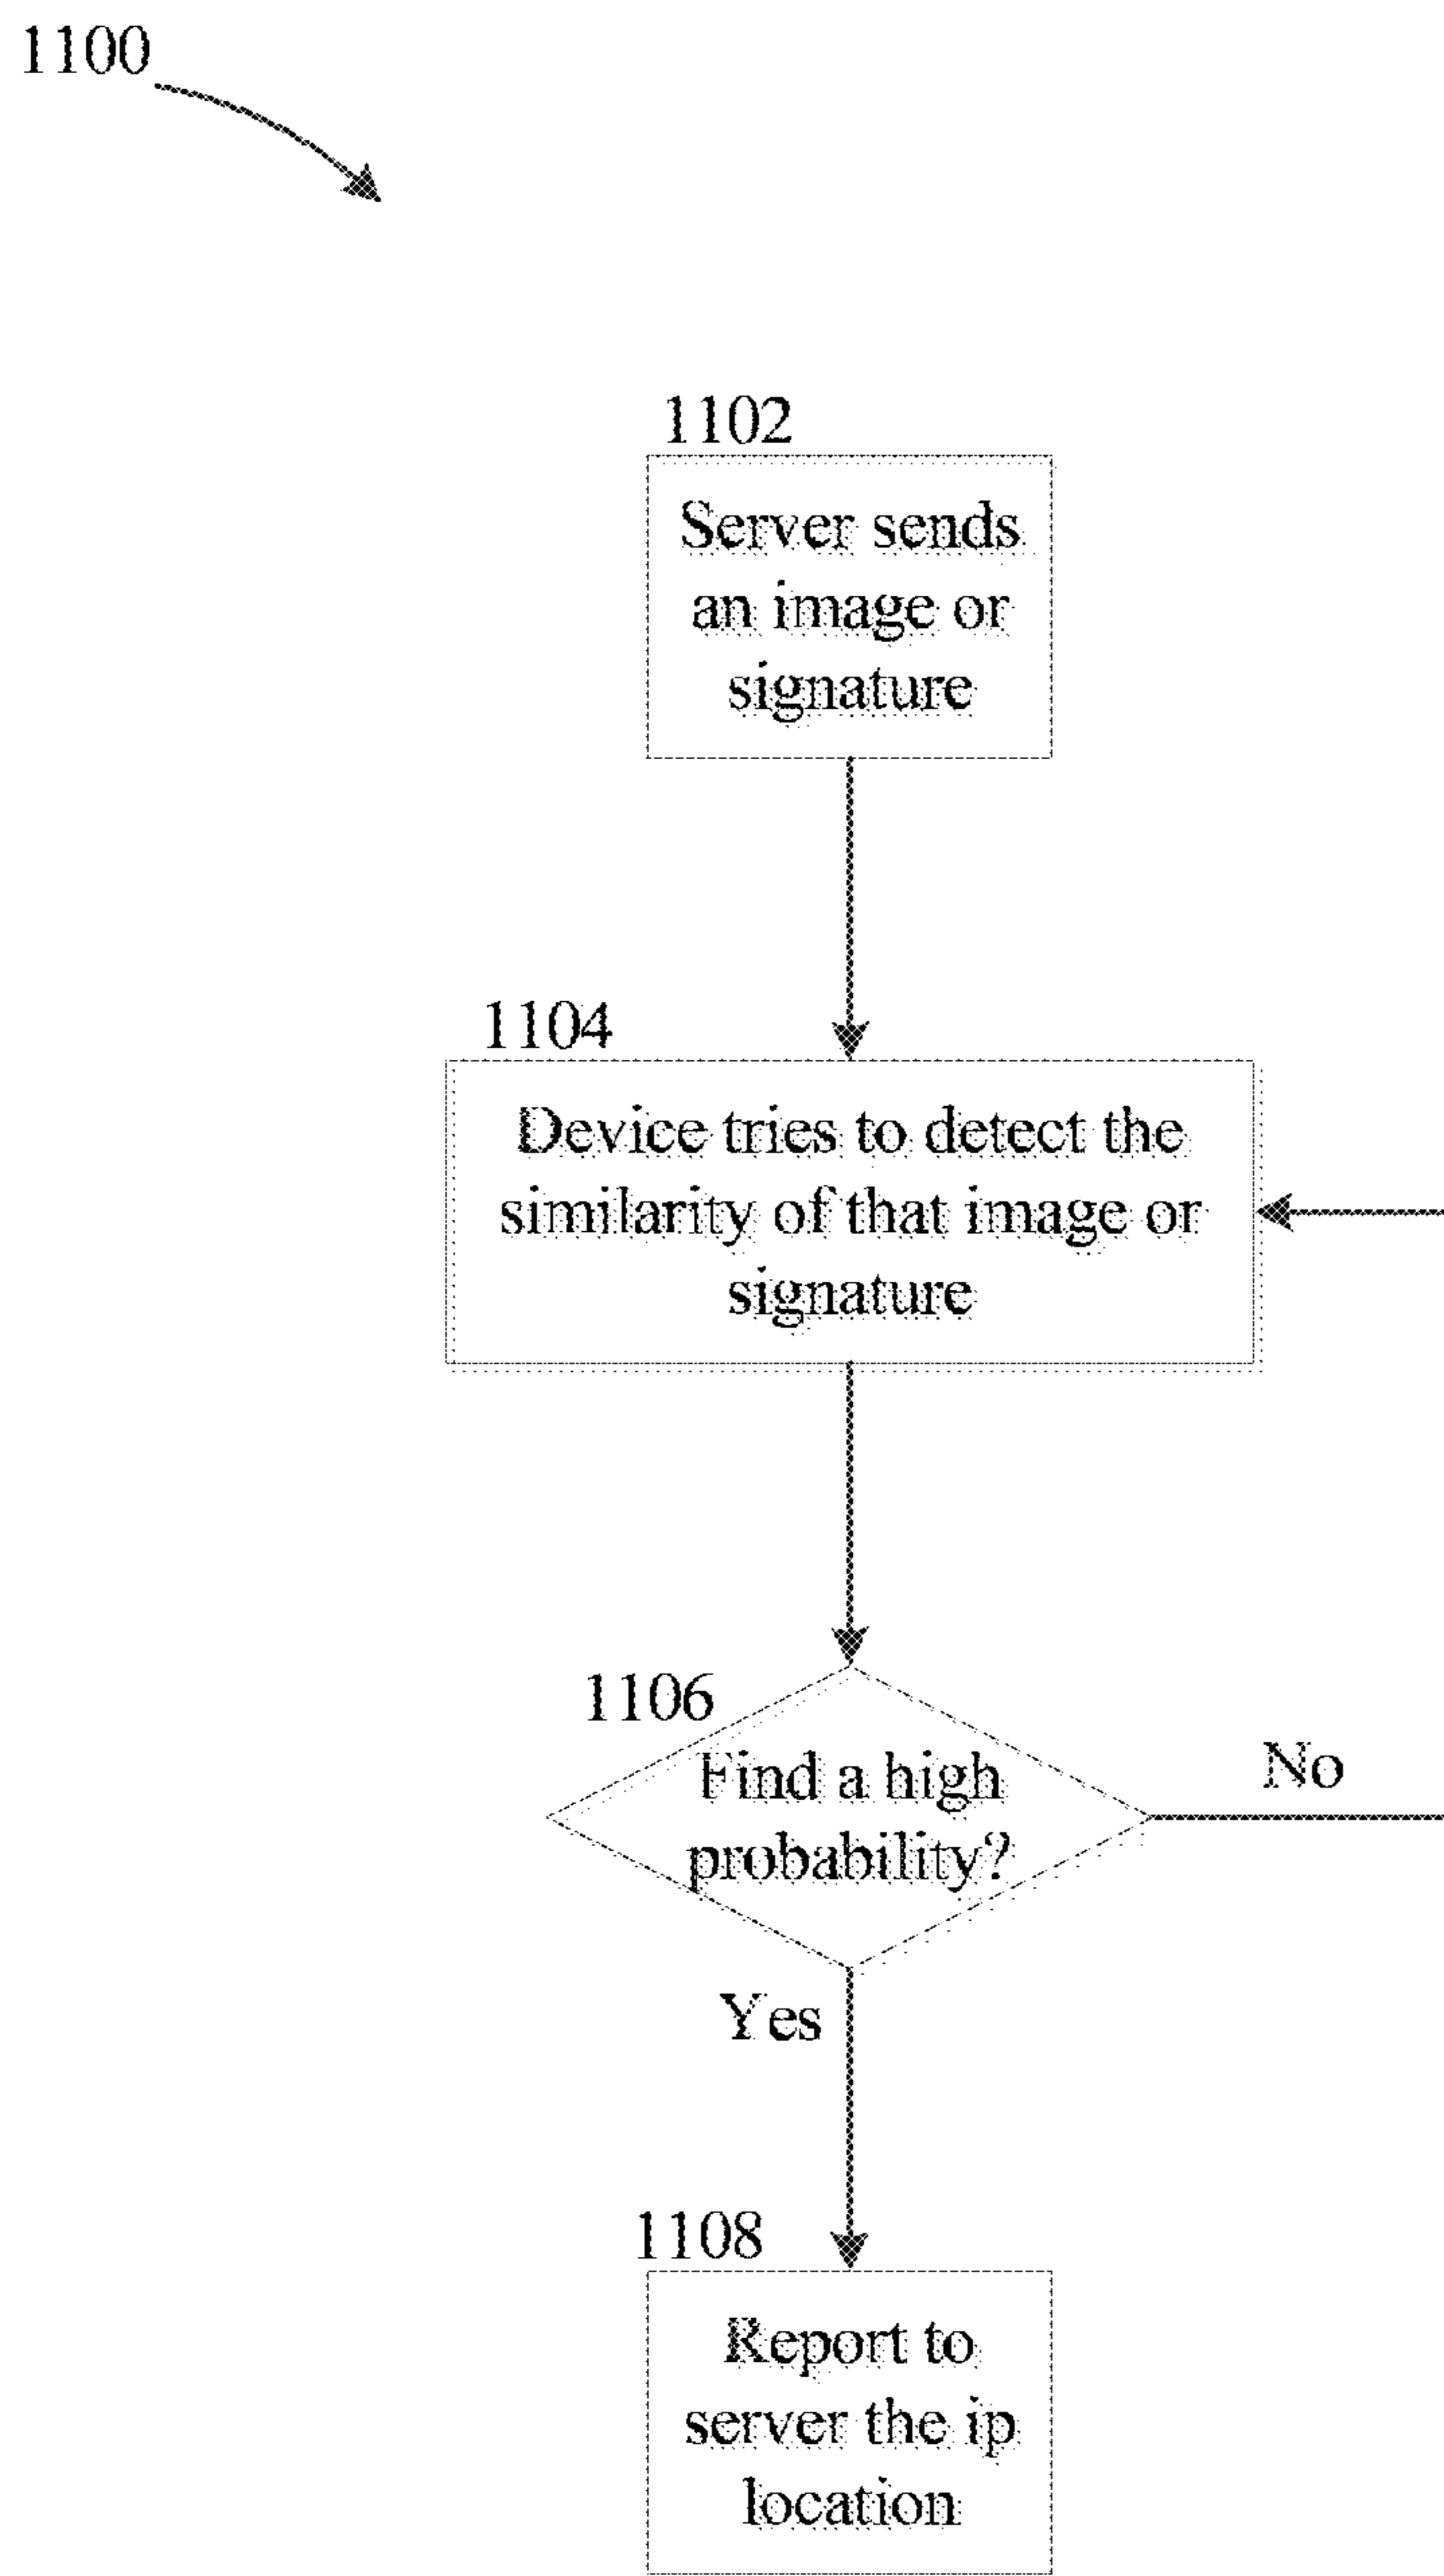 1100
1102
Server sends
an image or
signature
1104
Device tries to detect the
similarity of that image or
signature
1106
Find a high
probability?
No
Yes
1108
Report to
server the ip
location